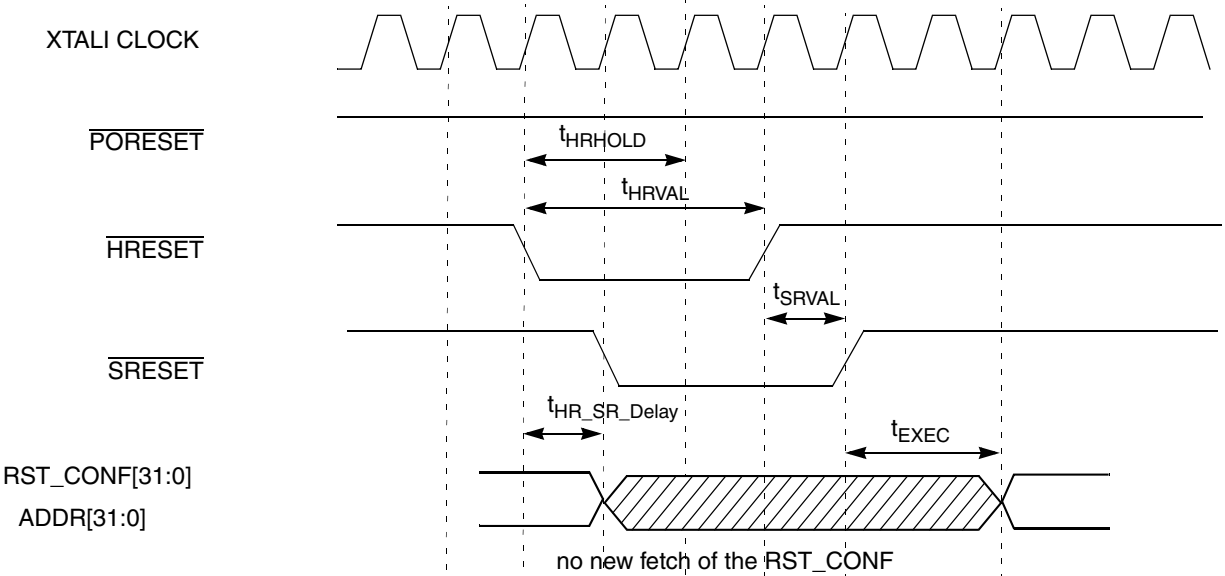 XTALI CLOCK
PORESET
tHRHOLD
tHRVAL
HRESET
tSRVAL
SRESET
tHR_SR_Delay
tEXEC
RST_CONF[31:0]
ADDR[31:0]
no new fetch of the RST_CONF